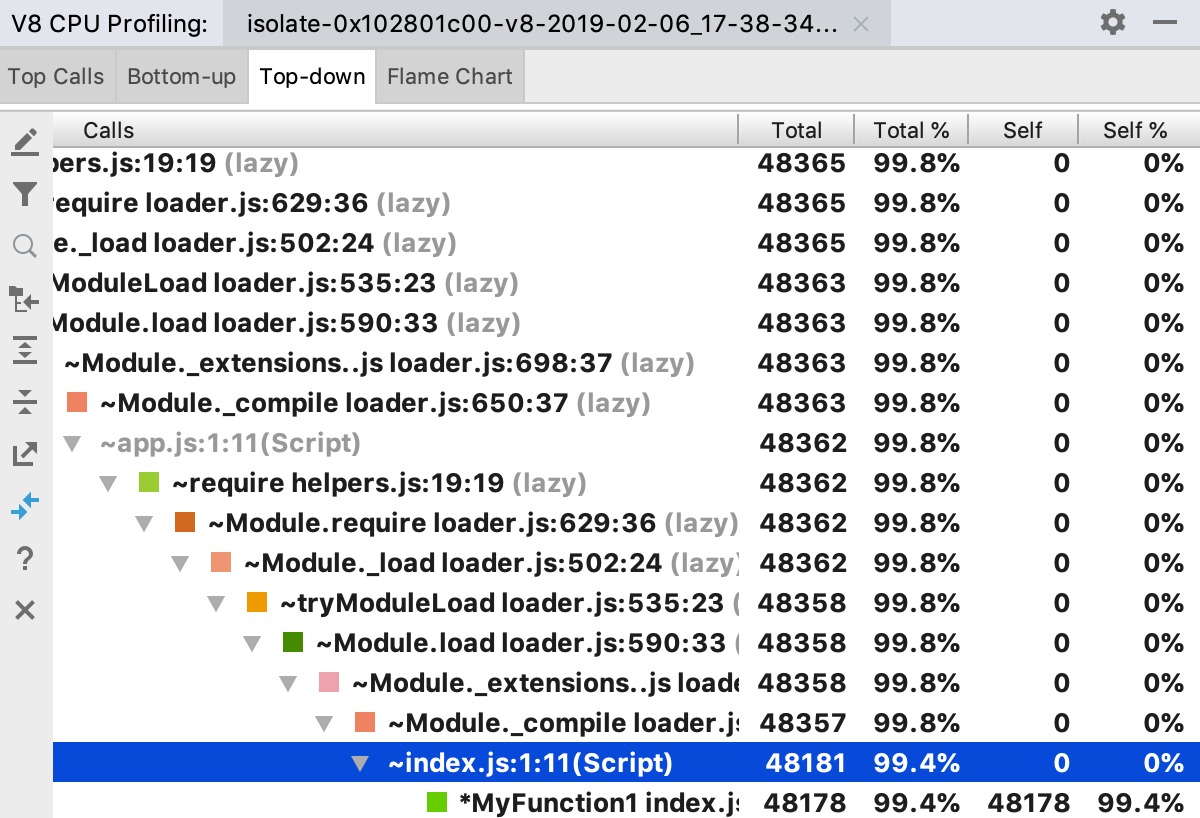 V8 CPU Profiling: isolate-0x102801c00-v8-2019-02-06_17-38-34...
Top Calls Bottom-up Top-down Flame Chart
Calls Total Total % Self Self %
pers.js:19:19 (lazy) 48365 99.8% 0 0%
equire loader.js:629:36 (lazy) 48365 99.8% 0 0%
e._load loader.js:502:24 (lazy) 48365 99.8% 0 0%
ModuleLoad loader.js:535:23 (lazy) 48363 99.8% 0 0%
Module.load loader.js:590:33 (lazy) 48363 99.8% 0 0%
~Module._extensions..js loader.js:698:37 (lazy) 48363 99.8% 0 0%
~Module._compile loader.js:650:37 (lazy) 48363 99.8% 0 0%
~app.js:1:11(Script) 48362 99.8% 0 0%
~require helpers.js:19:19 (lazy) 48362 99.8% 0 0%
~Module.require loader.js:629:36 (lazy) 48362 99.8% 0 0%
~Module._load loader.js:502:24 (lazy) 48362 99.8% 0 0%
~tryModuleLoad loader.js:535:23 ( 48358 99.8% 0 0%
~Module.load loader.js:590:33 ( 48358 99.8% 0 0%
~Module._extensions..js loade 48358 99.8% 0 0%
~Module._compile loader.js 48357 99.8% 0 0%
~index.js:1:11(Script) 48181 99.4% 0 0%
*MyFunction1 index.js 48178 99.4% 48178 99.4%